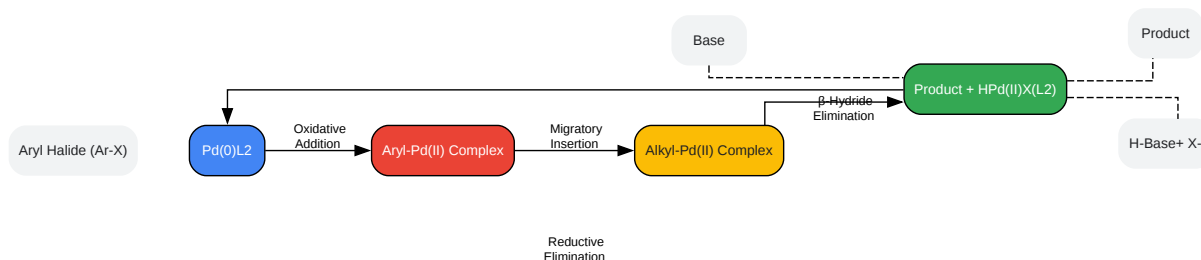 Product
Base
Product + HPd(II)X(L2)
β-Hydride
Elimination
Oxidative
Addition
Migratory
Insertion
Aryl Halide (Ar-X)
Pd(0)L2
Aryl-Pd(II) Complex
Alkyl-Pd(II) Complex
H-Base+ X-
Reductive
Elimination